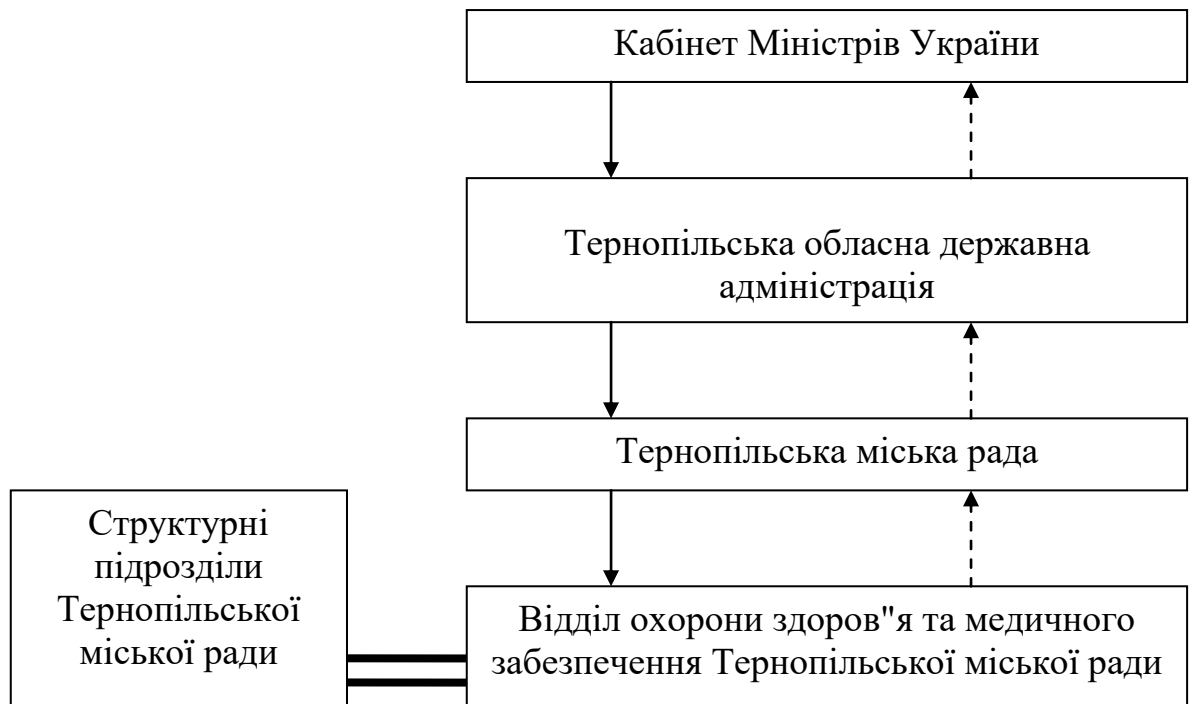 Кабінет Міністрів України
Тернопільська обласна державна
адміністрація
Тернопільська міська рада
Структурні
підрозділи
Тернопільської
міської ради
Відділ охорони здоров"я та медичного
забезпечення Тернопільської міської ради